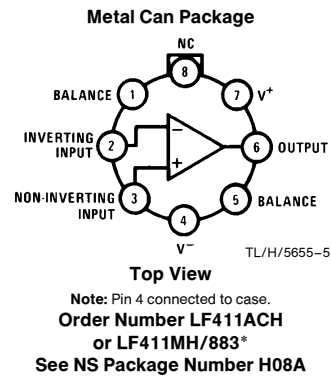 Metal Can Package
NC
8
BALANCE 1
7 V+
INVERTING
INPUT
2
−
6 OUTPUT
+
NON-INVERTING
INPUT
3
5 BALANCE
4
V−
TL/H/5655–5
Top View
Note: Pin 4 connected to case.
Order Number LF411ACH
or LF411MH/883*
See NS Package Number H08A